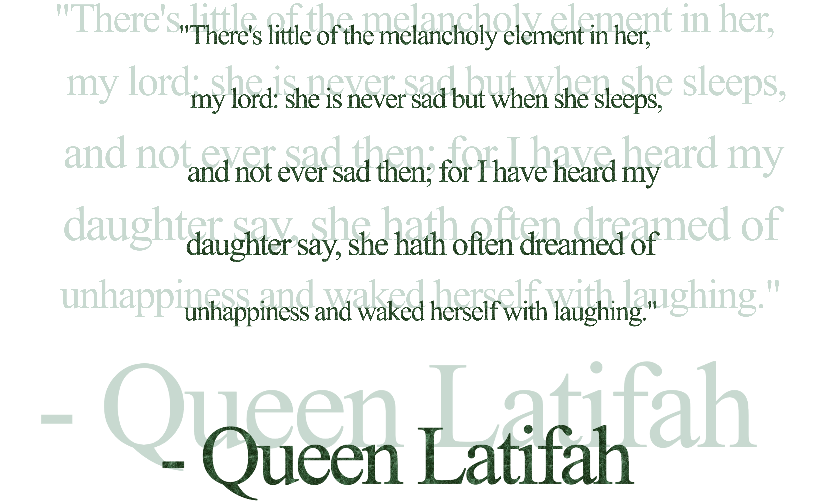 "There's little of the melancholy element in her,
my lord: she is never sad but when she sleeps,
and not ever sad then; for I have heard my
daughter say, she hath often dreamed of
unhappiness and waked herself with laughing."
- Queen Latifah